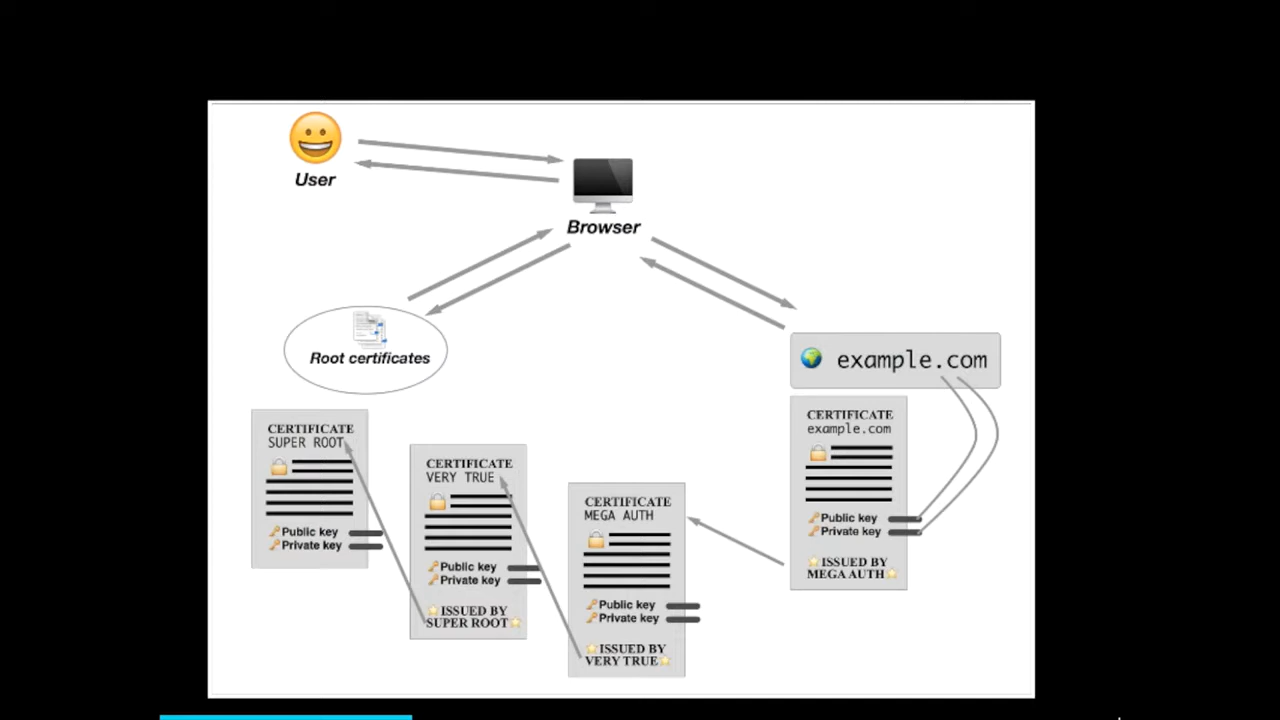 User
Browser
Root certificates
example.com
CERTIFICATE
SUPER ROOT
Public key
Private key
CERTIFICATE
VERY TRUE
Public key
Private key
ISSUED BY
SUPER ROOT
CERTIFICATE
MEGA AUTH
Public key
Private key
ISSUED BY
VERY TRUE
CERTIFICATE
example.com
Public key
Private key
ISSUED BY
MEGA AUTH